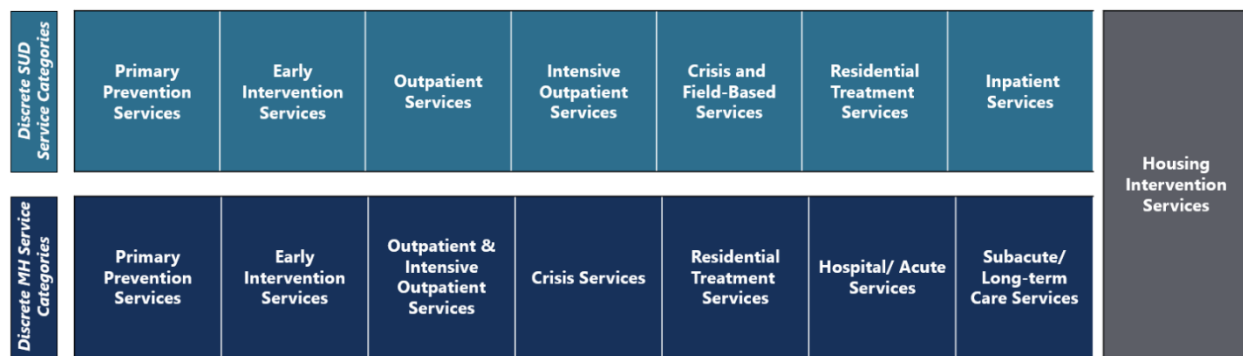 Discrete SUD
Service Categories
Primary
Prevention
Services
Early
Intervention
Services
Outpatient
Services
Intensive
Outpatient
Services
Crisis and
Field-Based
Services
Residential
Treatment
Services
Inpatient
Services
Housing
Intervention
Services
Discrete MH Service
Categories
Primary
Prevention
Services
Early
Intervention
Services
Outpatient &
Intensive
Outpatient
Services
Crisis Services
Residential
Treatment
Services
Hospital/ Acute
Services
Subacute/
Long-term
Care Services